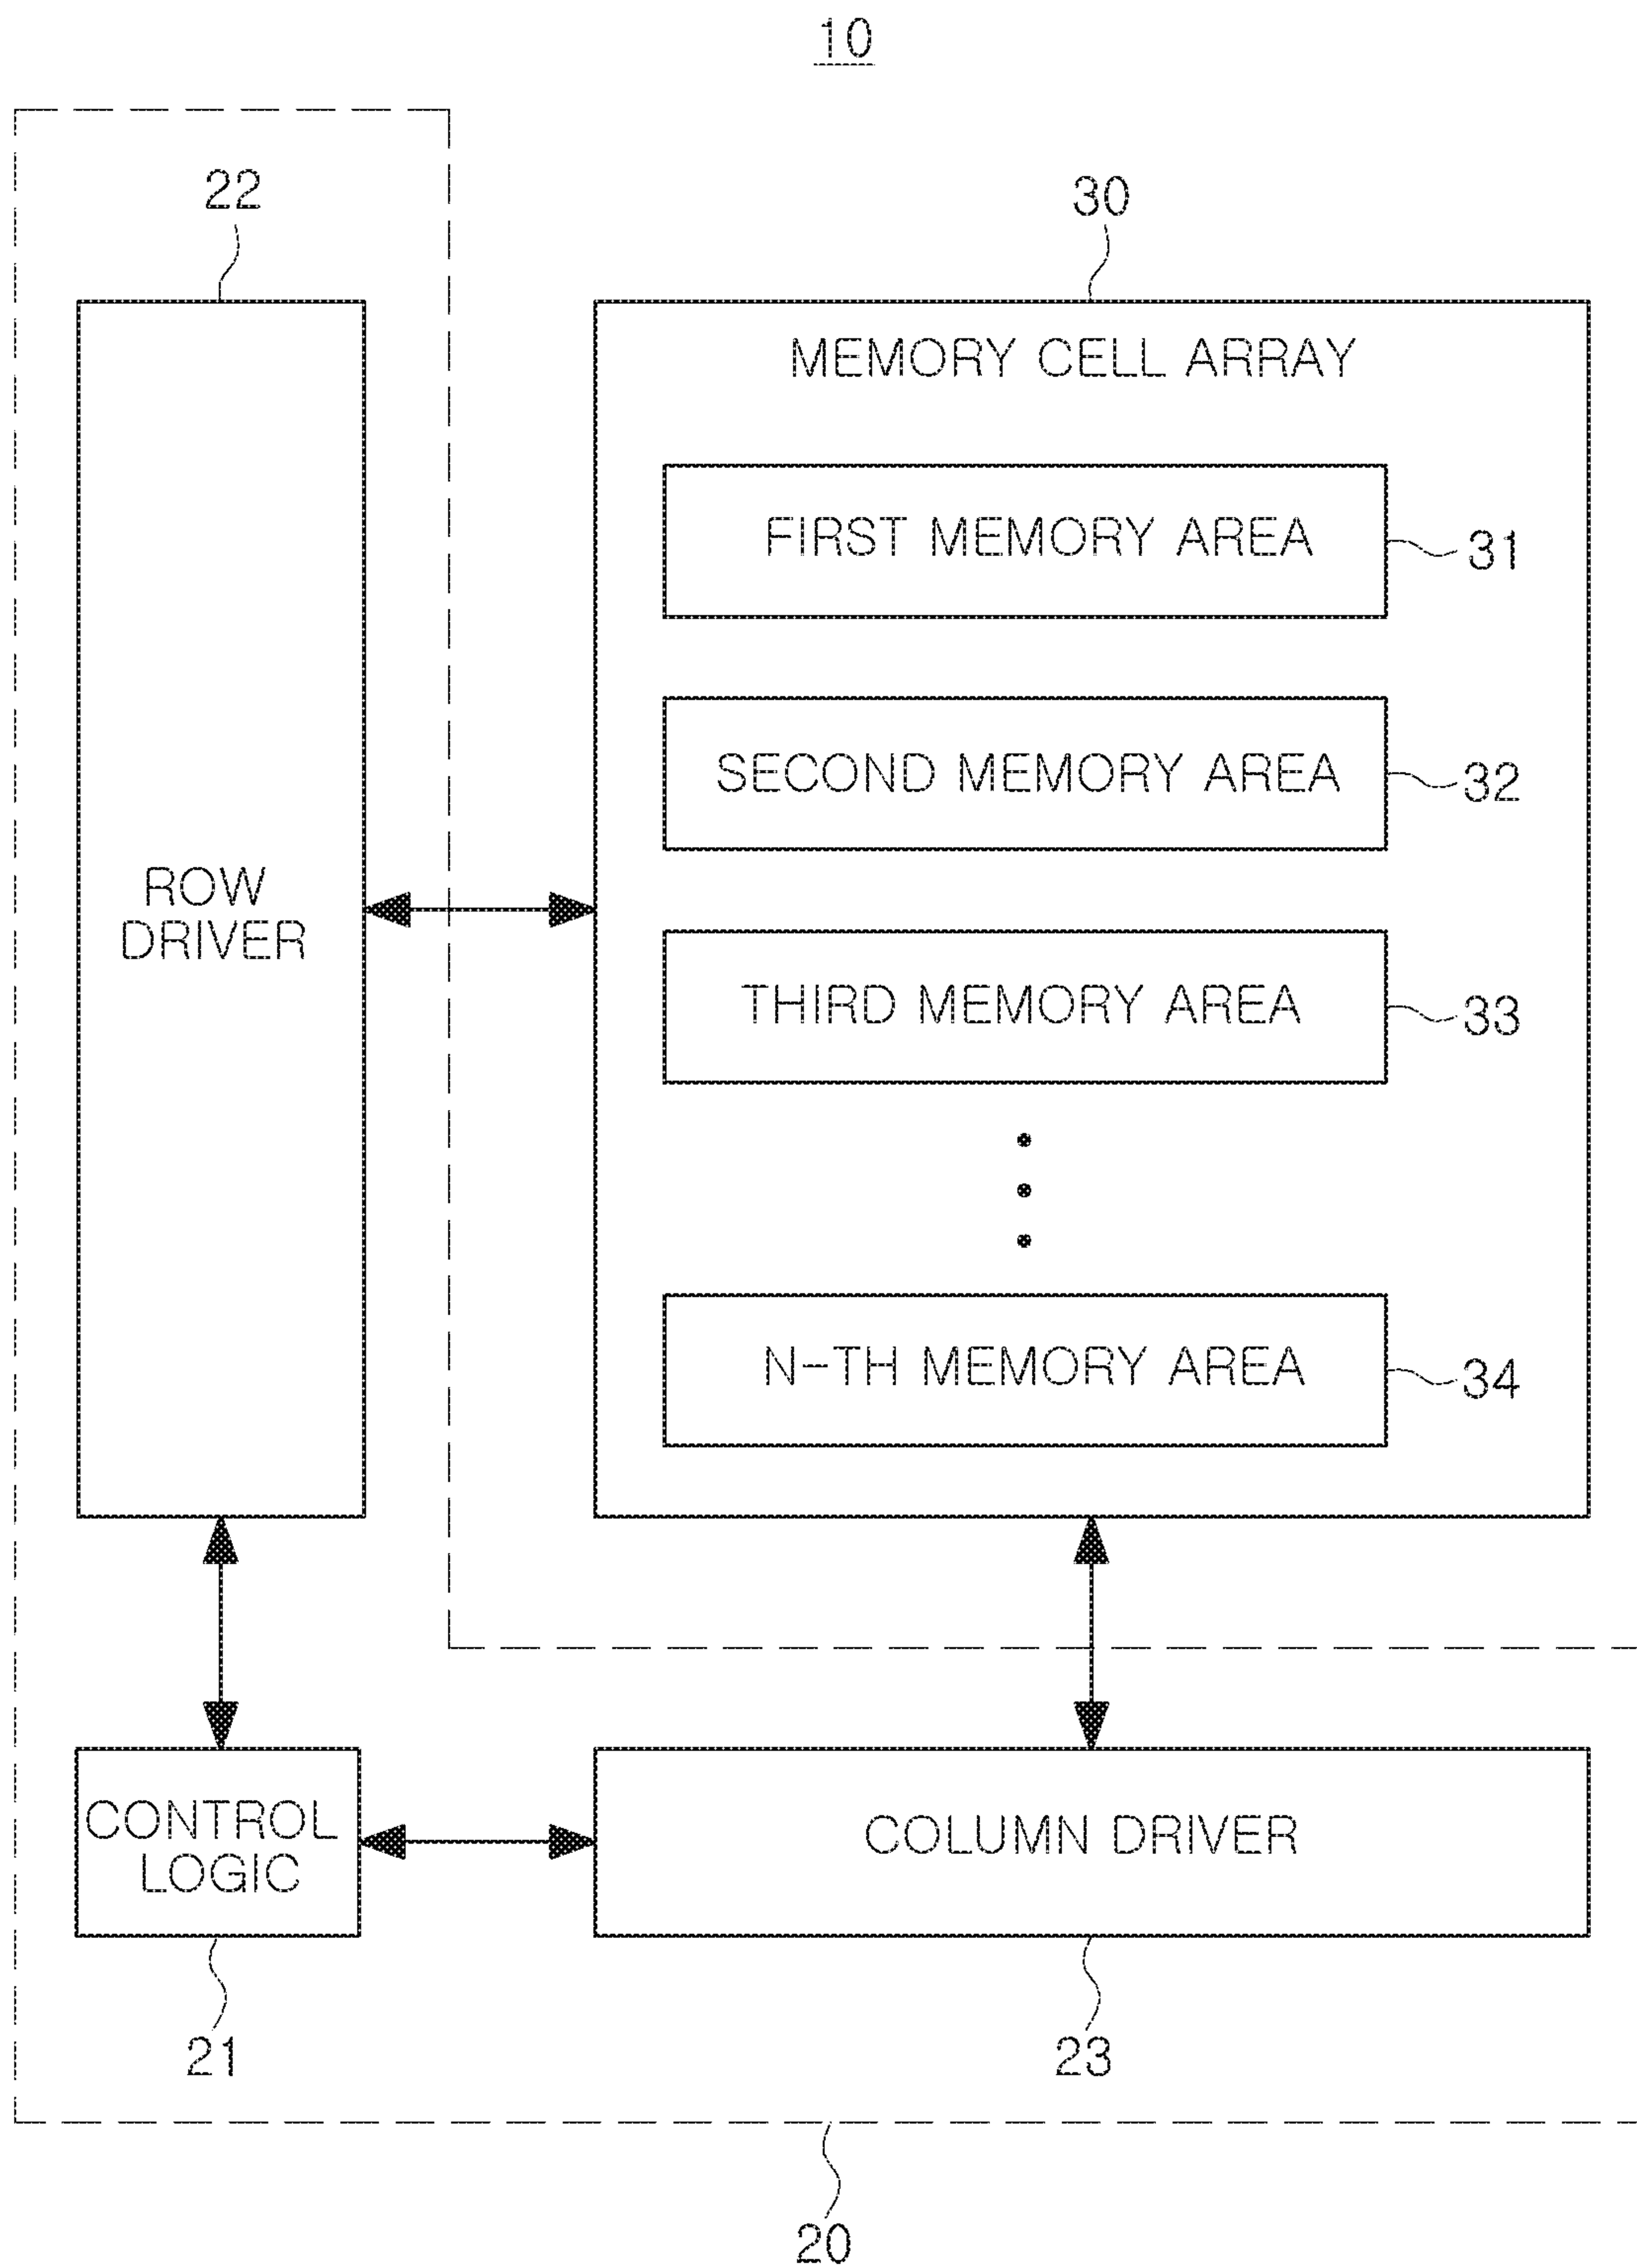 10
22
30
MEMORY CELL ARRAY
FIRST MEMORY AREA
31
SECOND MEMORY AREA
32
ROW
DRIVER
THIRD MEMORY AREA
33
N-TH MEMORY AREA
34
CONTROL
LOGIC
COLUMN DRIVER
21
23
20